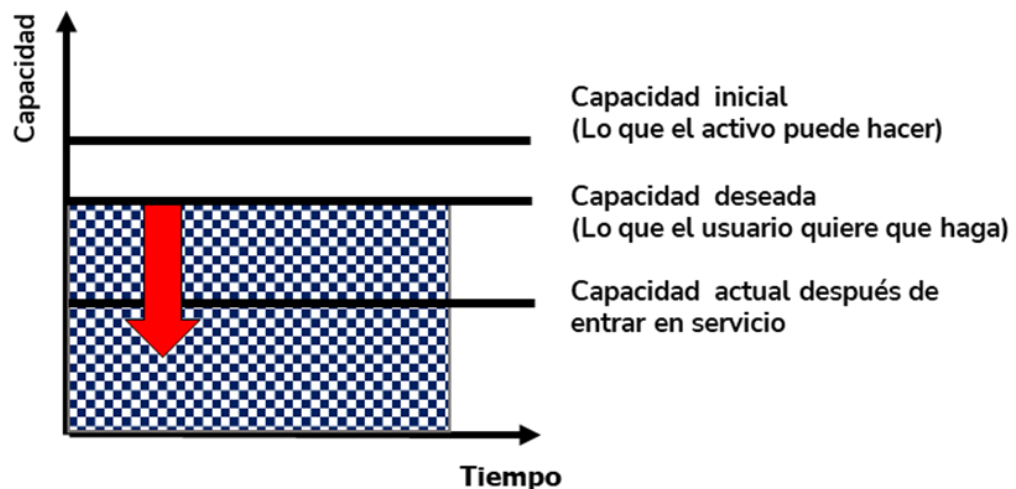 Capacidad
Capacidad inicial
(Lo que el activo puede hacer)
Capacidad deseada
(Lo que el usuario quiere que haga)
Capacidad actual después de
entrar en servicio
Tiempo